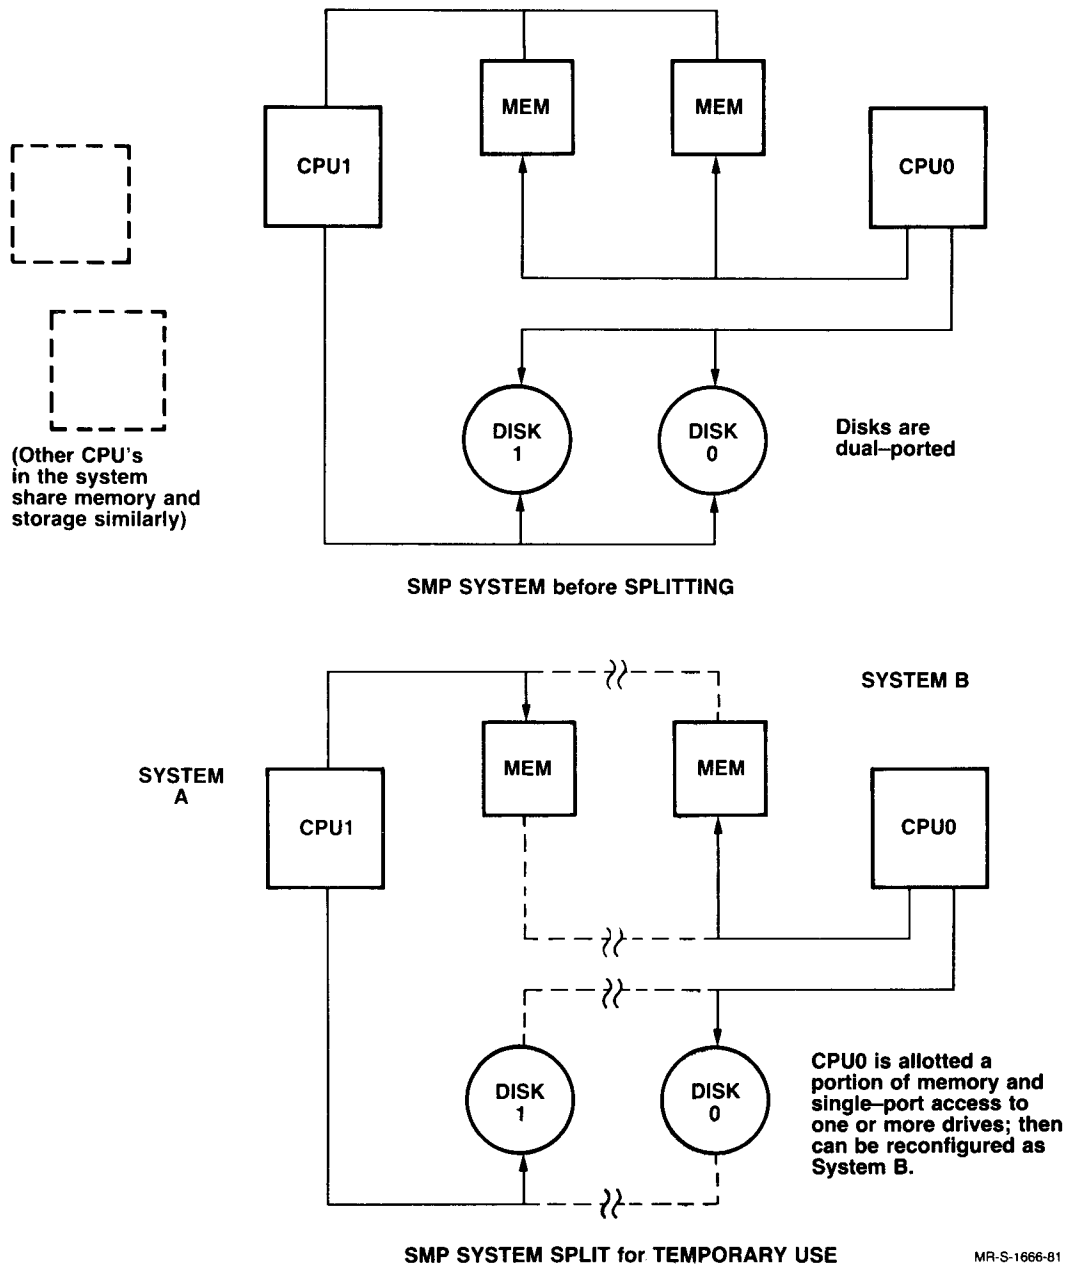 MEM
MEM
CPU1
CPU0
DISK
1
DISK
0
Disks are
dual-ported
(Other CPU's
in the system
share memory and
storage similarly)
SMP SYSTEM before SPLITTING
SYSTEM B
SYSTEM
A
MEM
MEM
CPU1
CPU0
DISK
1
DISK
0
CPU0 is allotted a
portion of memory and
single-port access to
one or more drives; then
can be reconfigured as
System B.
SMP SYSTEM SPLIT for TEMPORARY USE
MR-S-1666-81